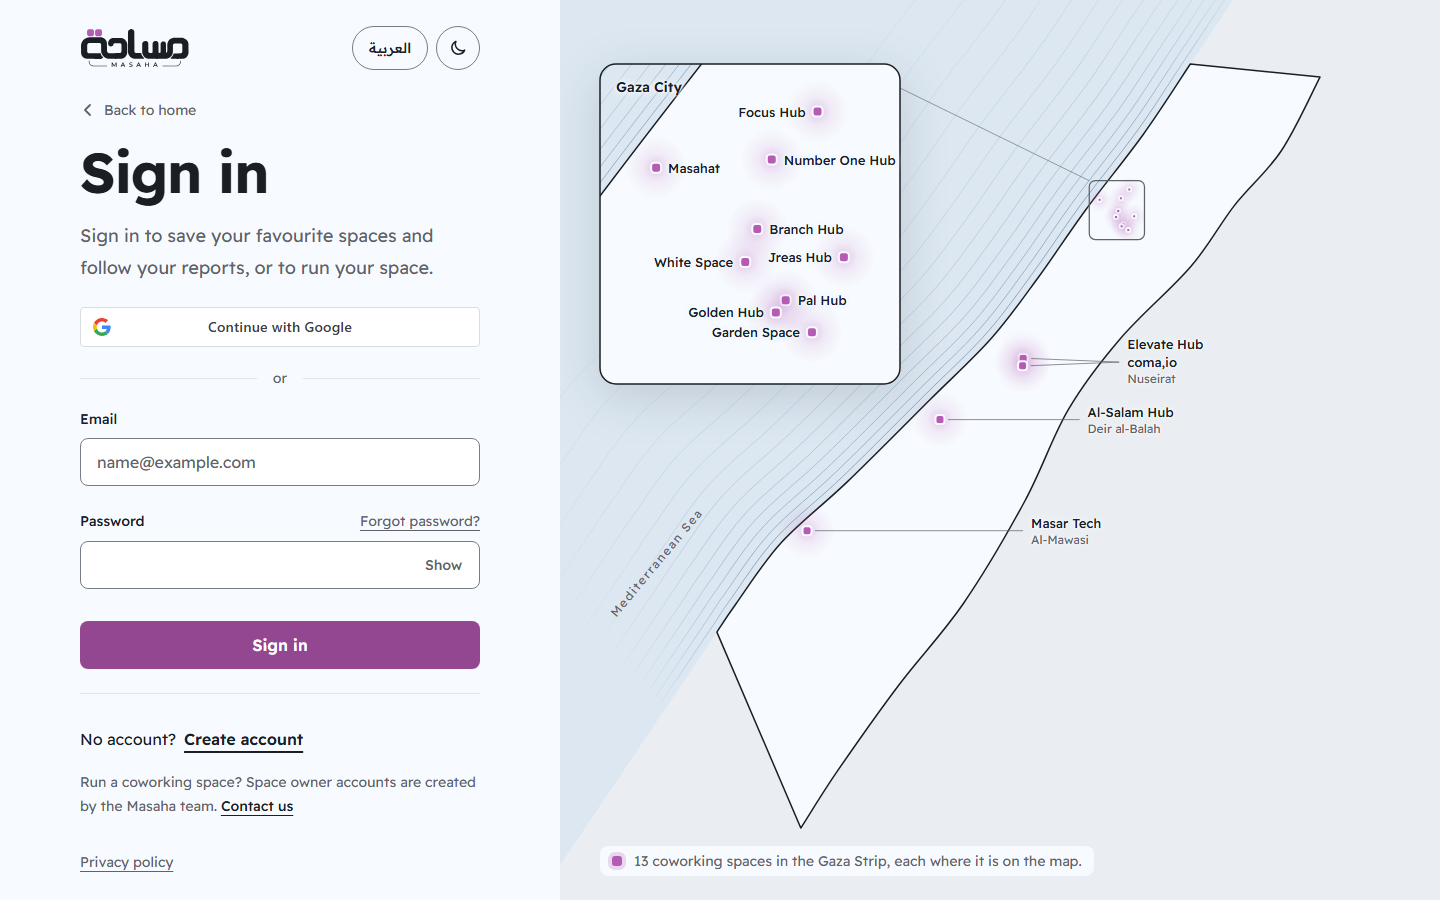 مساحة
MASAHA
العربية
Back to home
Sign in
Sign in to save your favourite spaces and
follow your reports, or to run your space.
Continue with Google
or
Email
name@example.com
Password
Forgot password?
Show
Sign in
No account? Create account
Run a coworking space? Space owner accounts are created
by the Masaha team. Contact us
Privacy policy
Gaza City
Focus Hub
Number One Hub
Masahat
Branch Hub
Jreas Hub
White Space
Pal Hub
Golden Hub
Garden Space
Elevate Hub
coma,io
Nuseirat
Al-Salam Hub
Deir al-Balah
Masar Tech
Al-Mawasi
Mediterranean Sea
13 coworking spaces in the Gaza Strip, each where it is on the map.